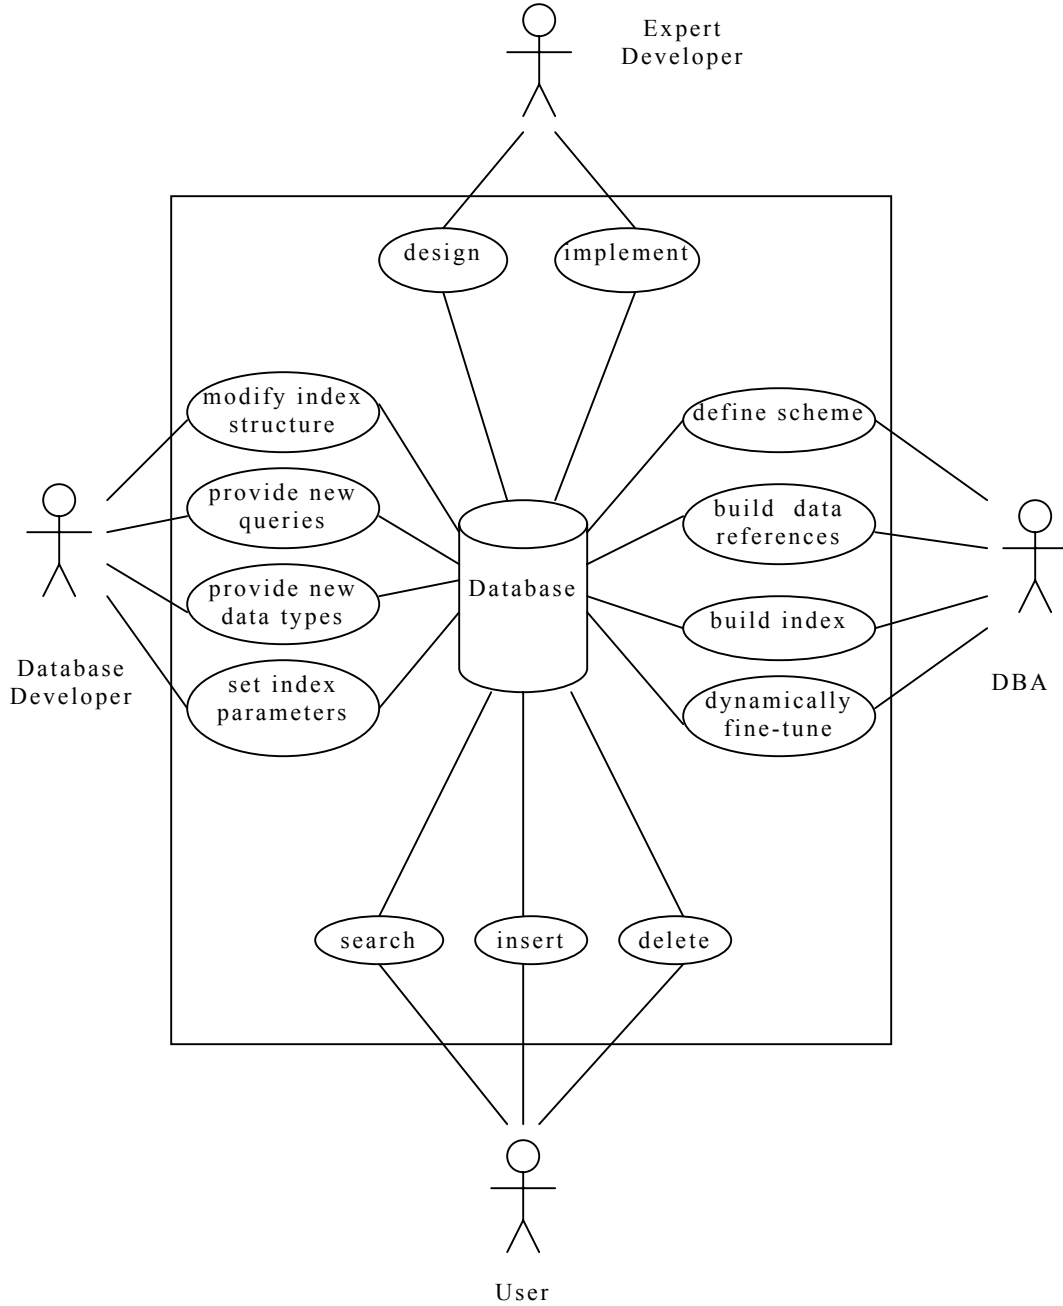 Expert
Developer
design
implement
modify index
structure
define scheme
provide new
queries
build data
references
Database
provide new
data types
build index
Database
Developer
set index
parameters
DBA
dynamically
fine-tune
search
insert
delete
User